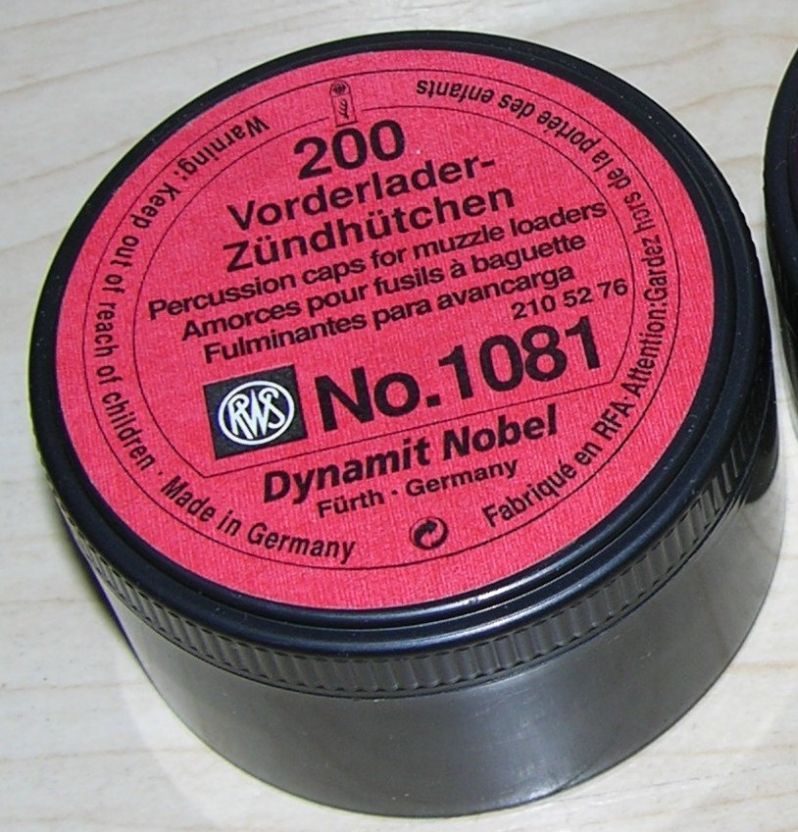 200
Vorderlader-
Zündhütchen
Percussion caps for muzzle loaders
Amorces pour fusils à baguette
Fulminantes para avancarga
210 52 76
RWS No.1081
Dynamit Nobel
Fürth · Germany
Warning: Keep out of reach of children · Made in Germany
Fabriqué en RFA·Attention:Gardez hors de la portée des enfants